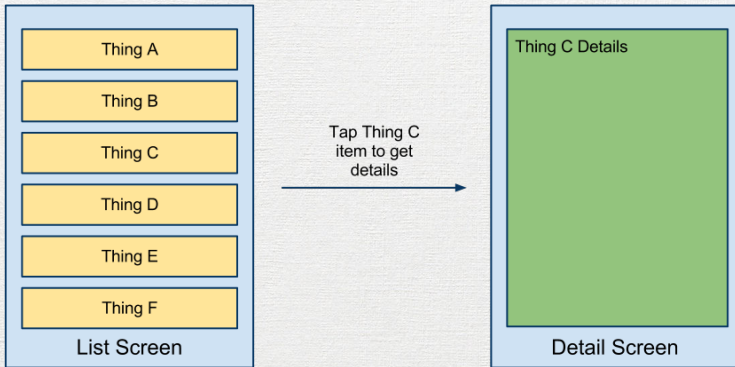 Thing A
Thing B
Thing C
Thing D
Thing E
Thing F
List Screen
Tap Thing C
item to get
details
Thing C Details
Detail Screen